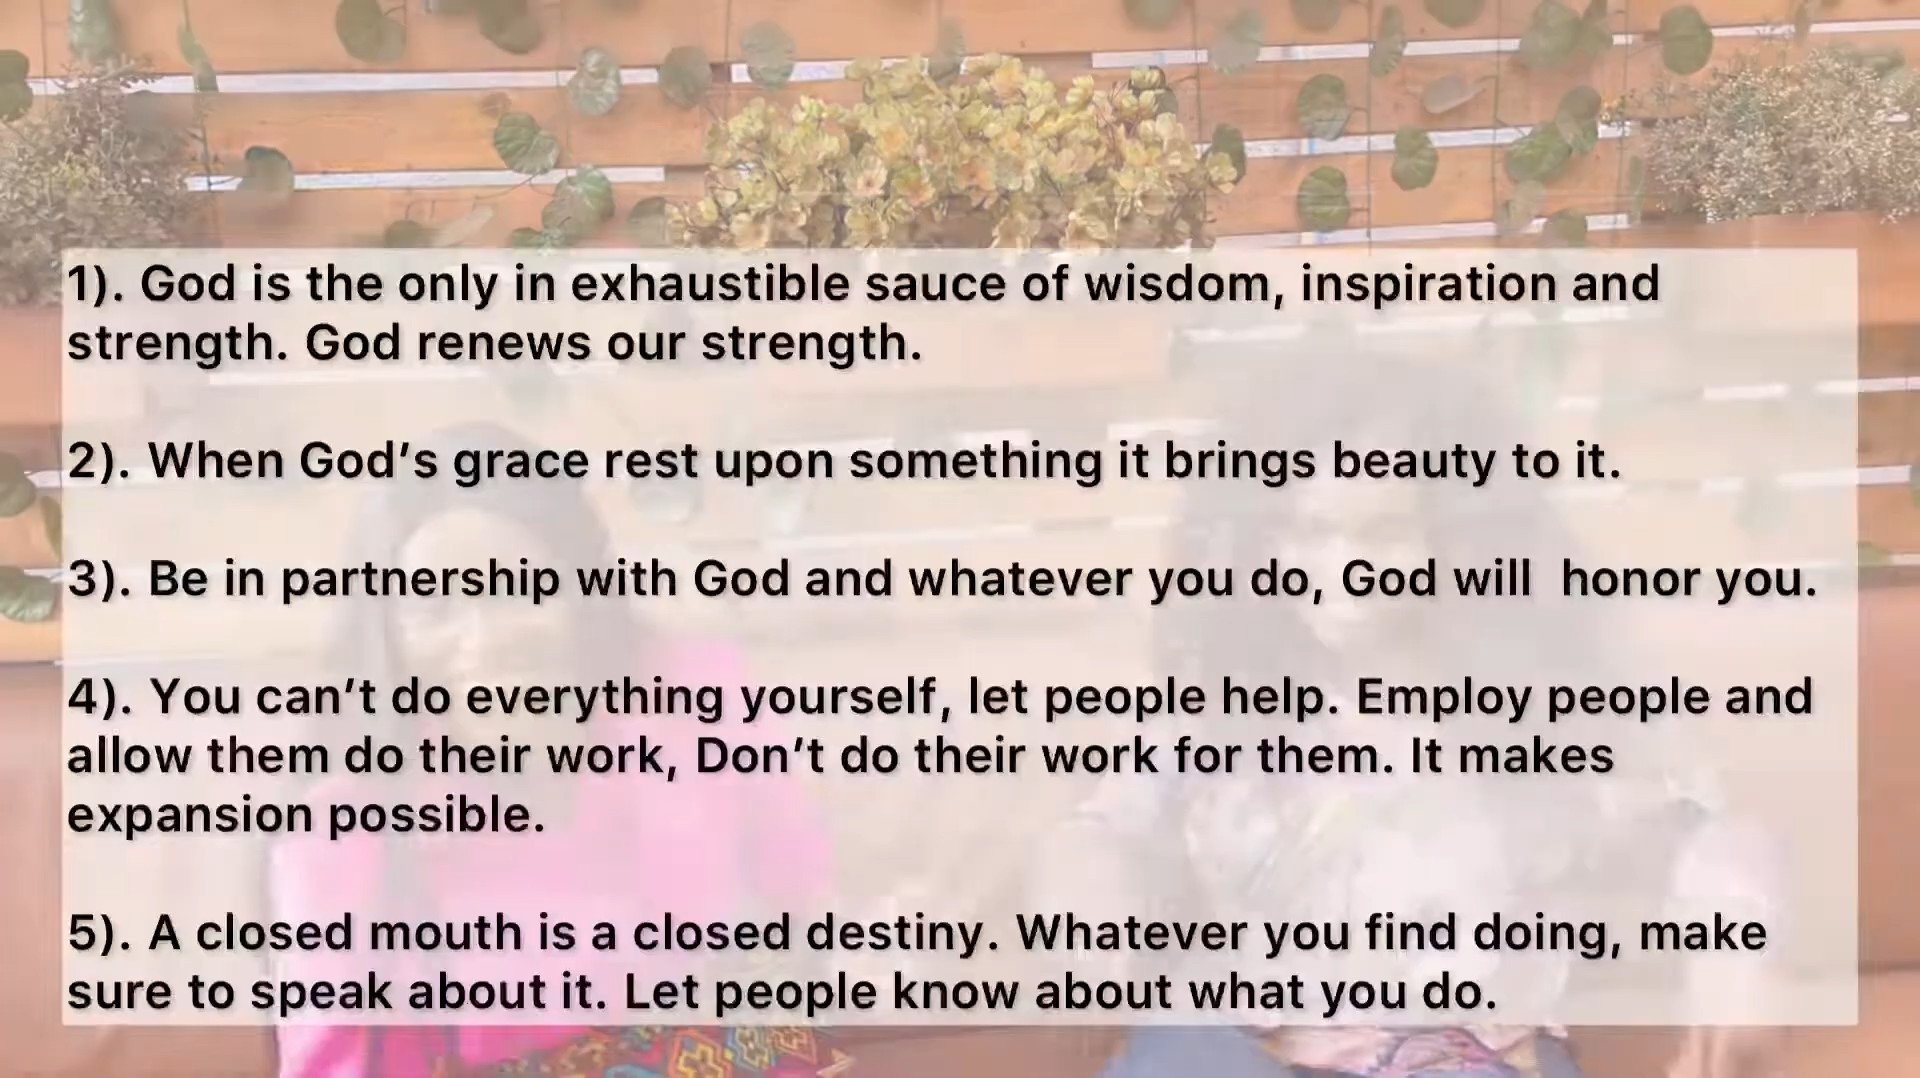 1). God is the only in exhaustible sauce of wisdom, inspiration and
strength. God renews our strength.
2). When God’s grace rest upon something it brings beauty to it.
3). Be in partnership with God and whatever you do, God will  honor you.
4). You can’t do everything yourself, let people help. Employ people and
allow them do their work, Don’t do their work for them. It makes
expansion possible.
5). A closed mouth is a closed destiny. Whatever you find doing, make
sure to speak about it. Let people know about what you do.